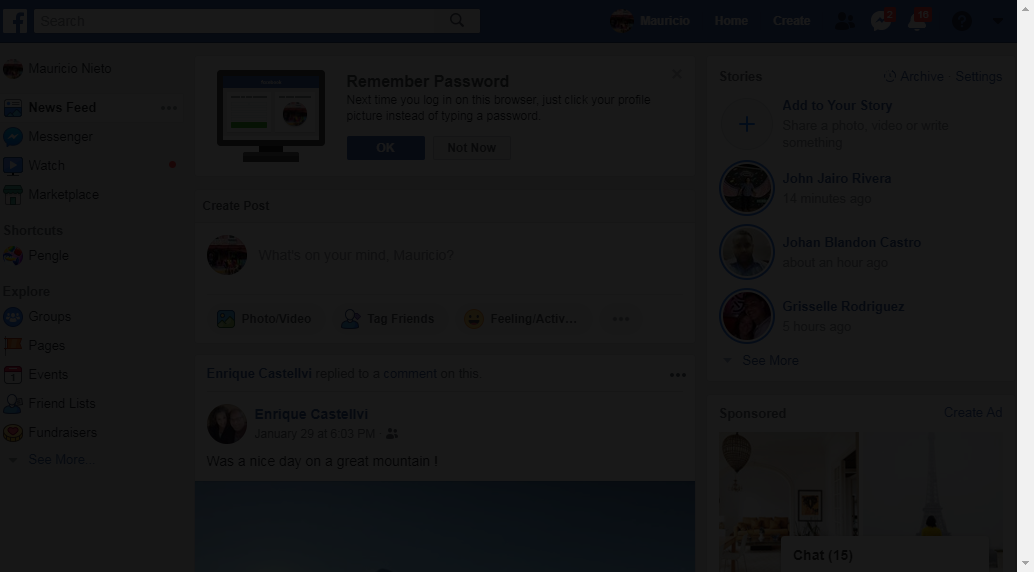 Search
Mauricio
Home
Create
2
10
Mauricio Nieto
News Feed
Messenger
Watch
Marketplace
Shortcuts
Pengle
Explore
Groups
Pages
1
Events
Friend Lists
Fundraisers
See More...
Remember Password
Next time you log in on this browser, just click your profile
picture instead of typing a password.
OK
Not Now
Create Post
What's on your mind, Mauricio?
Photo/Video
Tag Friends
Feeling/Activ...
Enrique Castellvi replied to a comment on this.
Enrique Castellvi
January 29 at 6:03 PM
Was a nice day on a great mountain !
Stories
Archive
Settings
Add to Your Story
Share a photo, video or write
something
John Jairo Rivera
14 minutes ago
Johan Blandon Castro
about an hour ago
Grisselle Rodriguez
5 hours ago
See More
Sponsored
Create Ad
Chat (15)